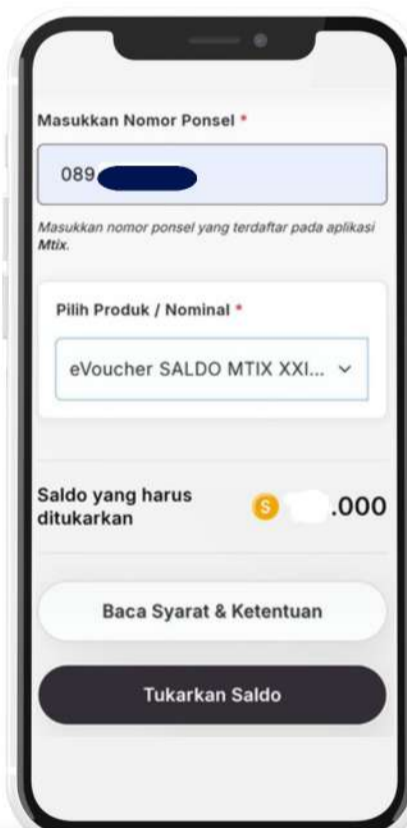 Masukkan Nomor Ponsel *
089
Masukkan nomor ponsel yang terdaftar pada aplikasi
Mtix.
Pilih Produk / Nominal *
eVoucher SALDO MTIX XXI...
Saldo yang harus
ditukarkan
S .000
Baca Syarat & Ketentuan
Tukarkan Saldo